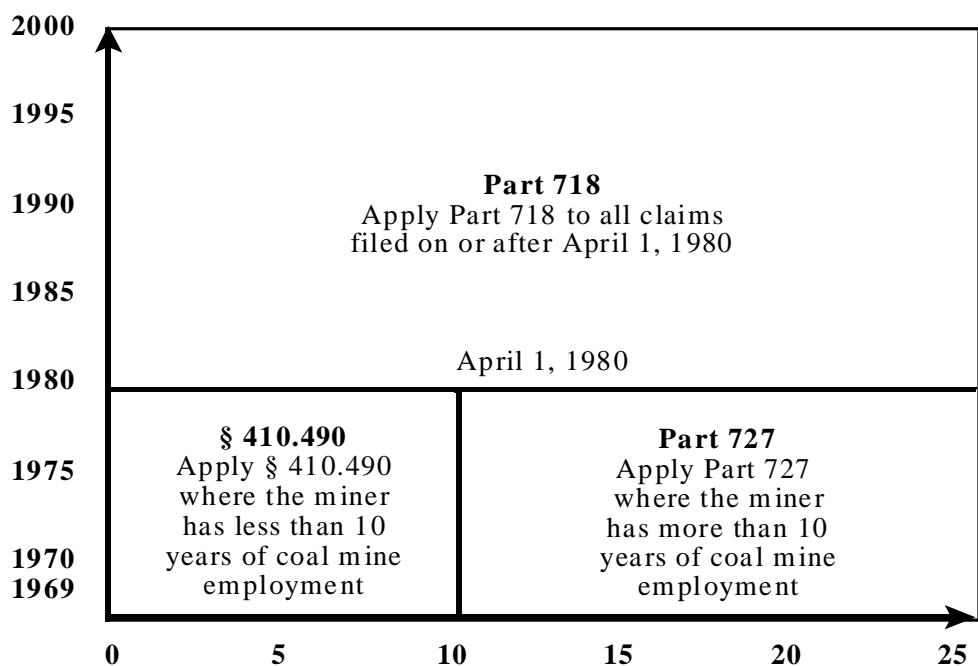 2000
1995
1990
1985
1980
1975
1970
1969
Part 718
Apply Part 718 to all claims
filed on or after April 1, 1980
April 1, 1980
§ 410.490
Apply § 410.490
where the miner
has less than 10
years of coal mine
employment
Part 727
Apply Part 727
where the miner
has more than 10
years of coal mine
employment
0 5 10 15 20 25